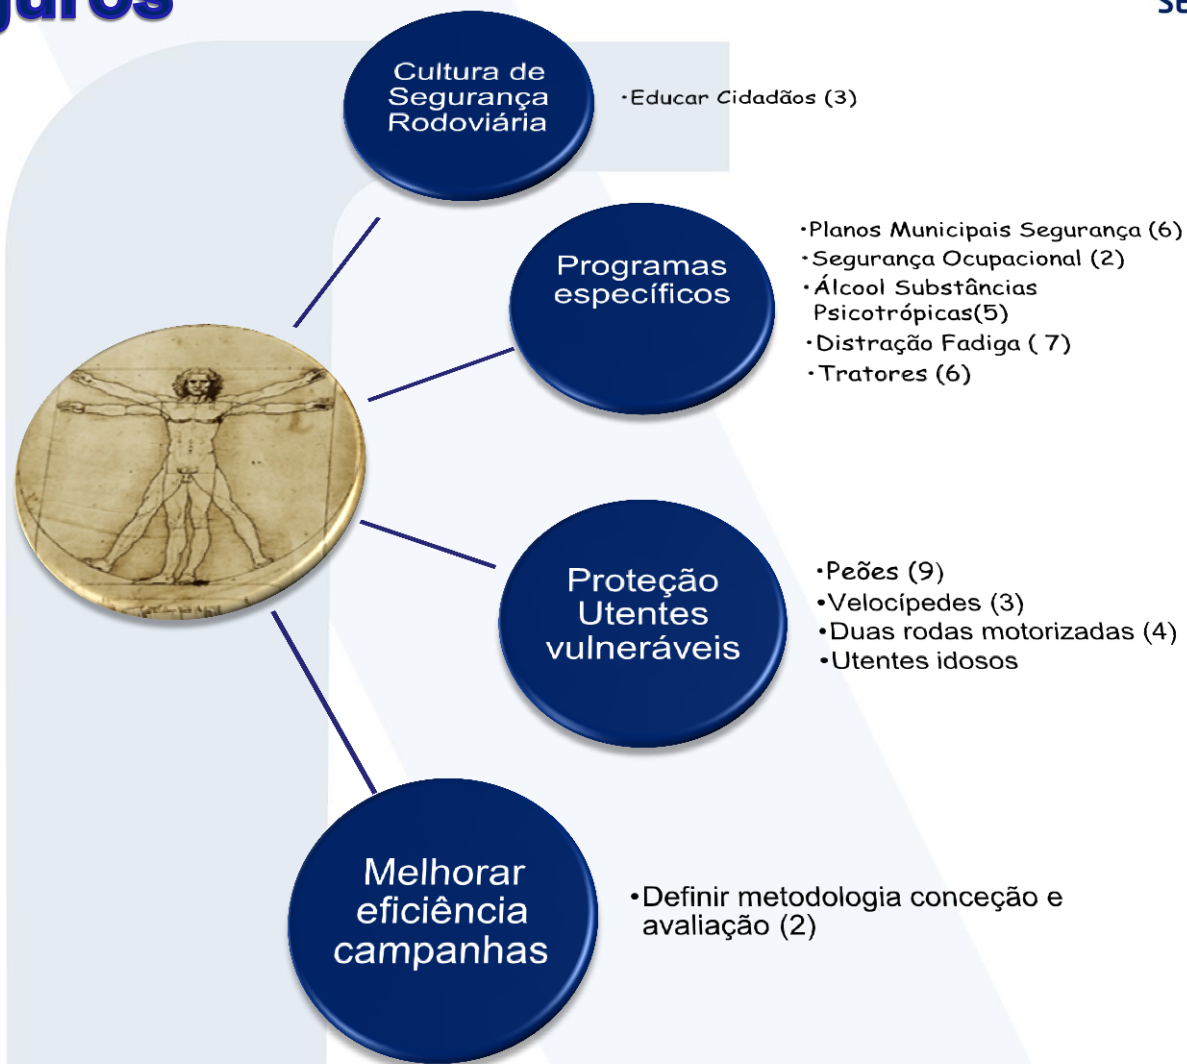 Cultura de
Segurança
Rodoviária
·Educar Cidadãos (3)
Programas
específicos
·Planos Municipais Segurança (6)
·Segurança Ocupacional (2)
·Álcool Substâncias
Psicotrópicas(5)
·Distração Fadiga ( 7)
·Tratores (6)
Proteção
Utentes
vulneráveis
·Peões (9)
•Velocípedes (3)
•Duas rodas motorizadas (4)
•Utentes idosos
Melhorar
eficiência
campanhas
•Definir metodologia conceção e
avaliação (2)